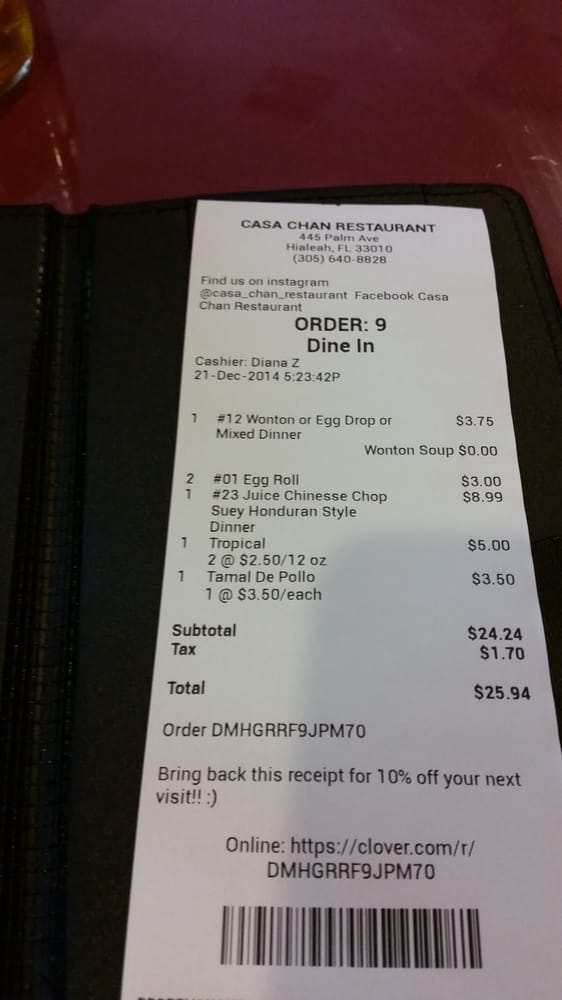 CASA CHAN RESTAURANT
445 Palm Ave
Hialeah, FL 33010
(305) 640-8828
Find us on instagram
@casa_chan_restaurant Facebook Casa
Chan Restaurant
ORDER: 9
Dine In
Cashier: Diana Z
21-Dec-2014 5:23:42P
1 #12 Wonton or Egg Drop or $3.75
Mixed Dinner
Wonton Soup $0.00
2 #01 Egg Roll $3.00
1 #23 Juice Chinesse Chop $8.99
Suey Honduran Style
Dinner
1 Tropical $5.00
2 @ $2.50/12 oz
1 Tamal De Pollo $3.50
1 @ $3.50/each
Subtotal $24.24
Tax $1.70
Total $25.94
Order DMHGRRF9JPM70
Bring back this receipt for 10% off your next
visit!! :)
Online: https://clover.com/r/
DMHGRRF9JPM70